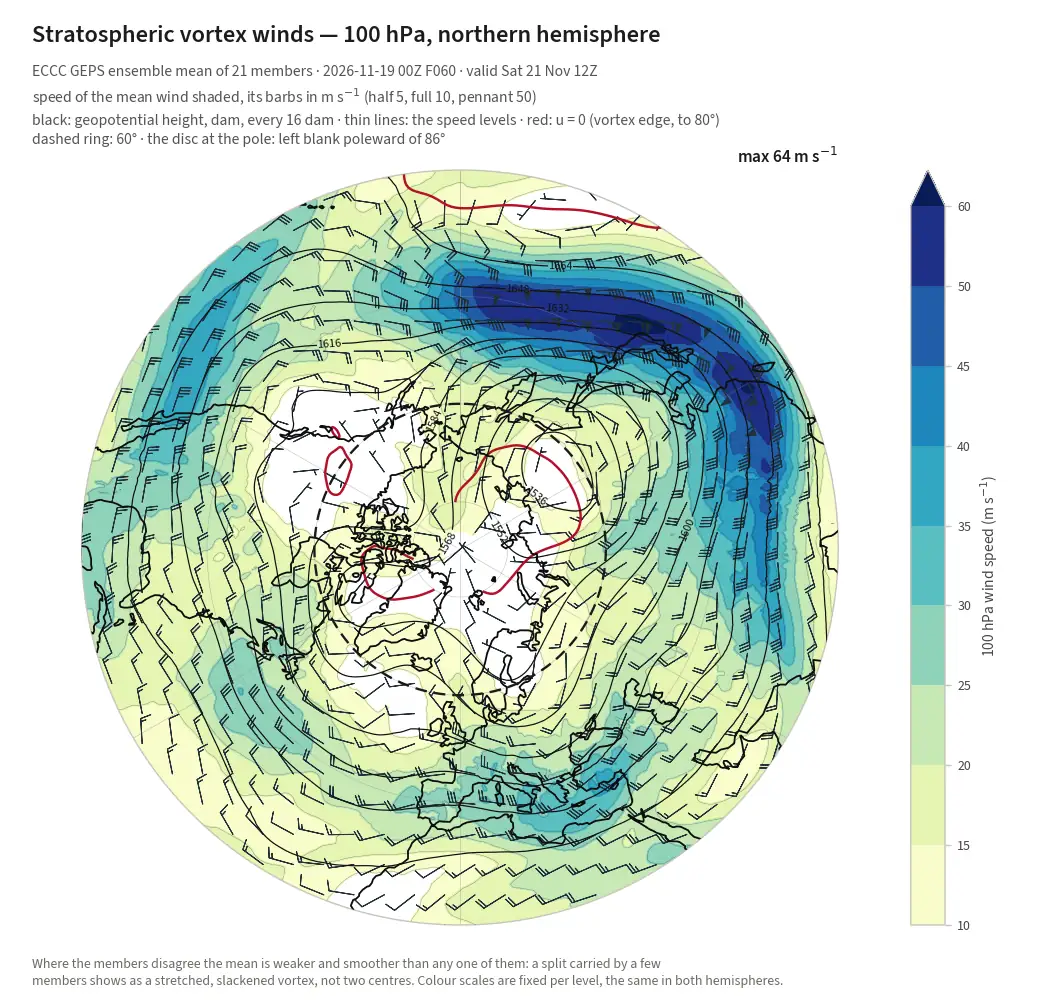 Stratospheric vortex winds — 100 hPa, northern hemisphere
ECCC GEPS ensemble mean of 21 members · 2026-11-19 00Z F060 · valid Sat 21 Nov 12Z
speed of the mean wind shaded, its barbs in m s⁻¹ (half 5, full 10, pennant 50)
black: geopotential height, dam, every 16 dam · thin lines: the speed levels · red: u = 0 (vortex edge, to 80°)
dashed ring: 60° · the disc at the pole: left blank poleward of 86°
max 64 m s⁻¹
1664
1648
1632
1616
1584
1536
1568
1600
60
50
45
40
35
30
25
20
15
10
100 hPa wind speed (m s⁻¹)
Where the members disagree the mean is weaker and smoother than any one of them: a split carried by a few
members shows as a stretched, slackened vortex, not two centres. Colour scales are fixed per level, the same in both hemispheres.